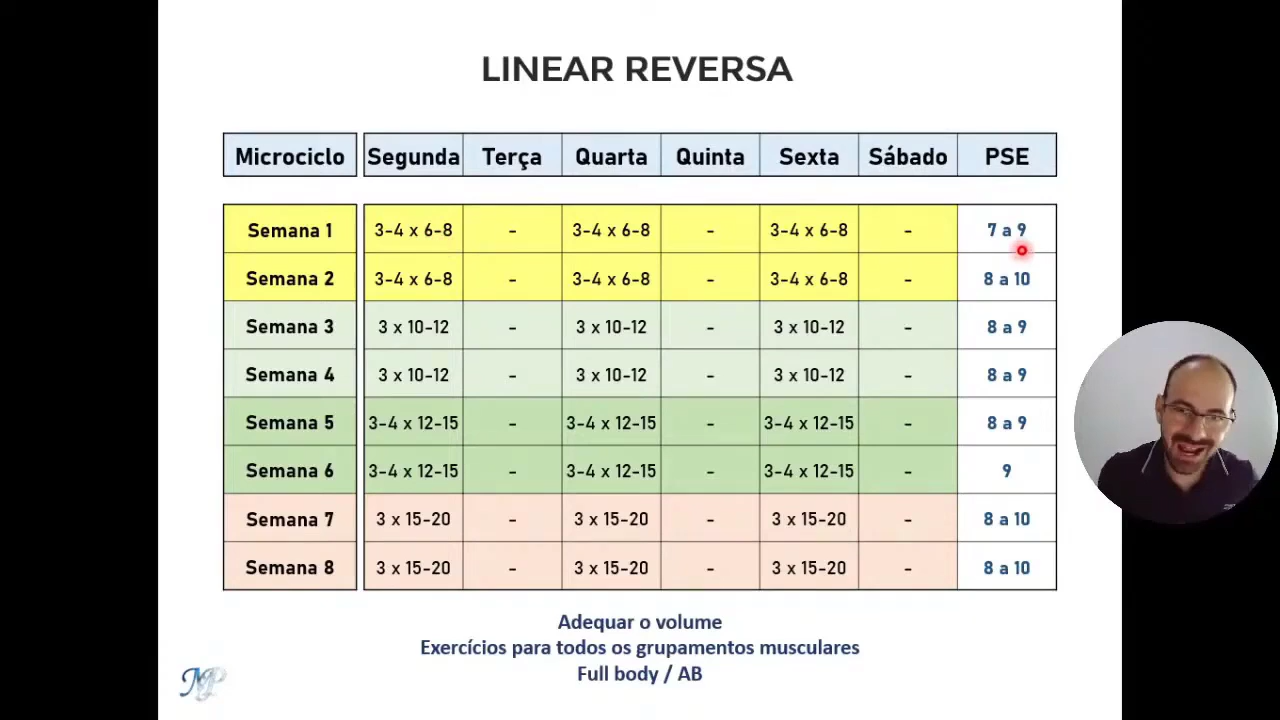 LINEAR REVERSA
Microciclo Segunda Terça Quarta Quinta Sexta Sábado PSE
Semana 1 3-4 x 6-8 - 3-4 x 6-8 - 3-4 x 6-8 - 7 a 9
Semana 2 3-4 x 6-8 - 3-4 x 6-8 - 3-4 x 6-8 - 8 a 10
Semana 3 3 x 10-12 - 3 x 10-12 - 3 x 10-12 - 8 a 9
Semana 4 3 x 10-12 - 3 x 10-12 - 3 x 10-12 - 8 a 9
Semana 5 3-4 x 12-15 - 3-4 x 12-15 - 3-4 x 12-15 - 8 a 9
Semana 6 3-4 x 12-15 - 3-4 x 12-15 - 3-4 x 12-15 - 9
Semana 7 3 x 15-20 - 3 x 15-20 - 3 x 15-20 - 8 a 10
Semana 8 3 x 15-20 - 3 x 15-20 - 3 x 15-20 - 8 a 10
Adequar o volume
Exercícios para todos os grupamentos musculares
Full body / AB
MP